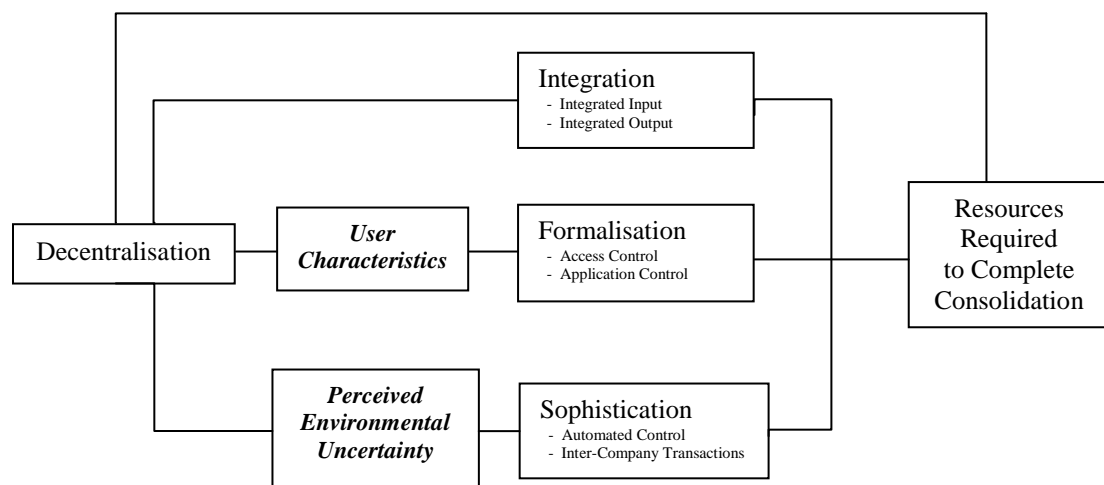 Integration
- Integrated Input
- Integrated Output
Decentralisation
User
Characteristics
Formalisation
- Access Control
- Application Control
Resources
Required
to Complete
Consolidation
Perceived
Environmental
Uncertainty
Sophistication
- Automated Control
- Inter-Company Transactions